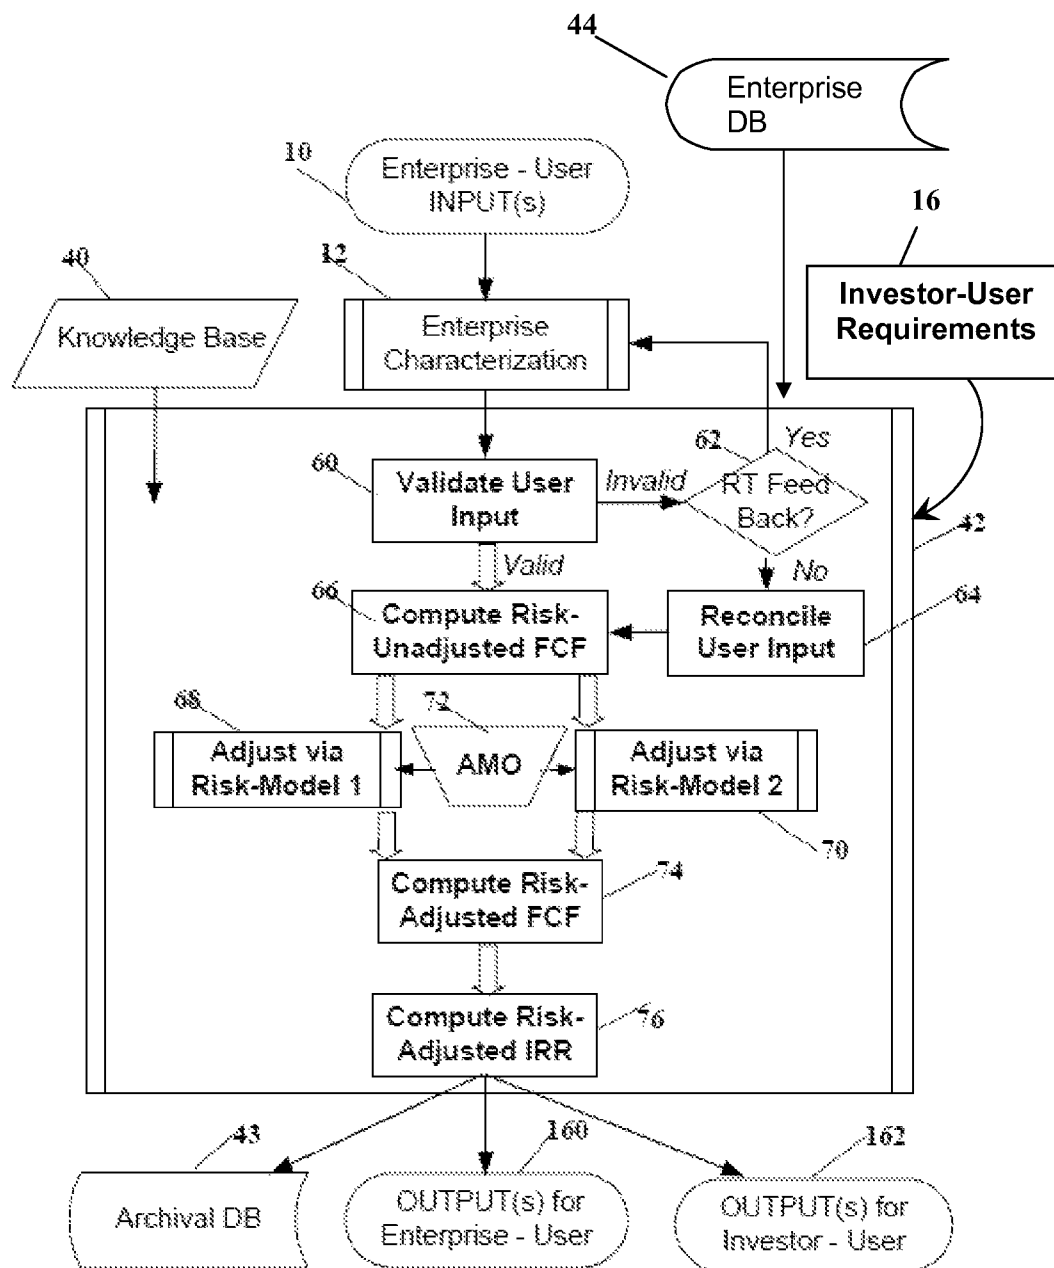 44
Enterprise
DB
10
Enterprise - User
INPUT(s)
16
Investor-User
Requirements
40
Knowledge Base
12
Enterprise
Characterization
62
Yes
60
Validate User
Input
Invalid
RT Feed
Back?
42
Valid
No
66
Compute Risk-
Unadjusted FCF
Reconcile
User Input
64
68
72
Adjust via
Risk-Model 1
AMO
Adjust via
Risk-Model 2
70
Compute Risk-
Adjusted FCF
74
Compute Risk-
Adjusted IRR
76
43
160
162
Archival DB
OUTPUT(s) for
Enterprise - User
OUTPUT(s) for
Investor - User